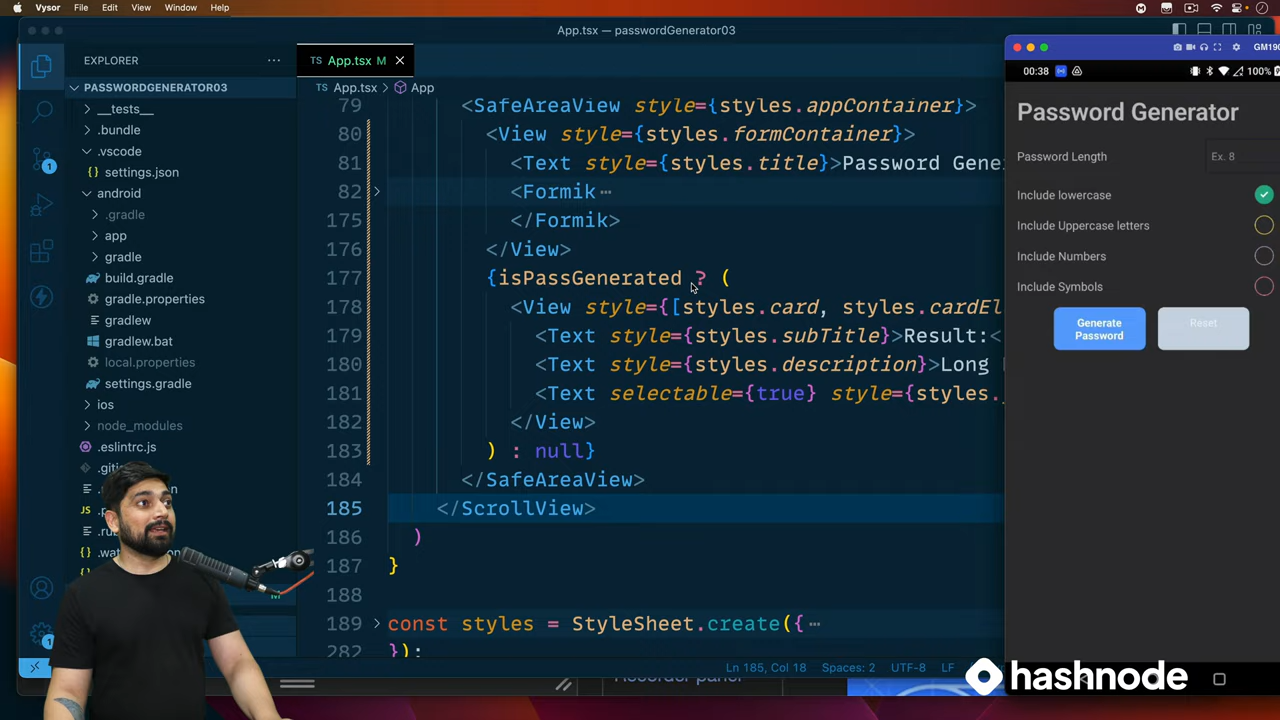 Vysor File Edit View Window Help
App.tsx — passwordGenerator03
EXPLORER
PASSWORDGENERATOR03
__tests__
.bundle
.vscode
settings.json
android
.gradle
app
gradle
build.gradle
gradle.properties
gradlew
gradlew.bat
local.properties
settings.gradle
ios
node_modules
.eslintrc.js
1
1
TS App.tsx M
TS App.tsx > App
79 <SafeAreaView style={styles.appContainer}>
80 <View style={styles.formContainer}>
81 <Text style={styles.title}>Password Gene
82 <Formik
175 </Formik>
176 </View>
177 {isPassGenerated ? (
178 <View style={[styles.card, styles.cardEl
179 <Text style={styles.subTitle}>Result:<
180 <Text style={styles.description}>Long
181 <Text selectable={true} style={styles.
182 </View>
183 ) : null}
184 </SafeAreaView>
185 </ScrollView>
186 )
187 }
188
189 const styles = StyleSheet.create({
282 });
Ln 185, Col 18 Spaces: 2 UTF-8 LF
Recorder panel
GM190
00:38 100%
Password Generator
Password Length Ex. 8
Include lowercase
Include Uppercase letters
Include Numbers
Include Symbols
Generate
Password
Reset
hashnode